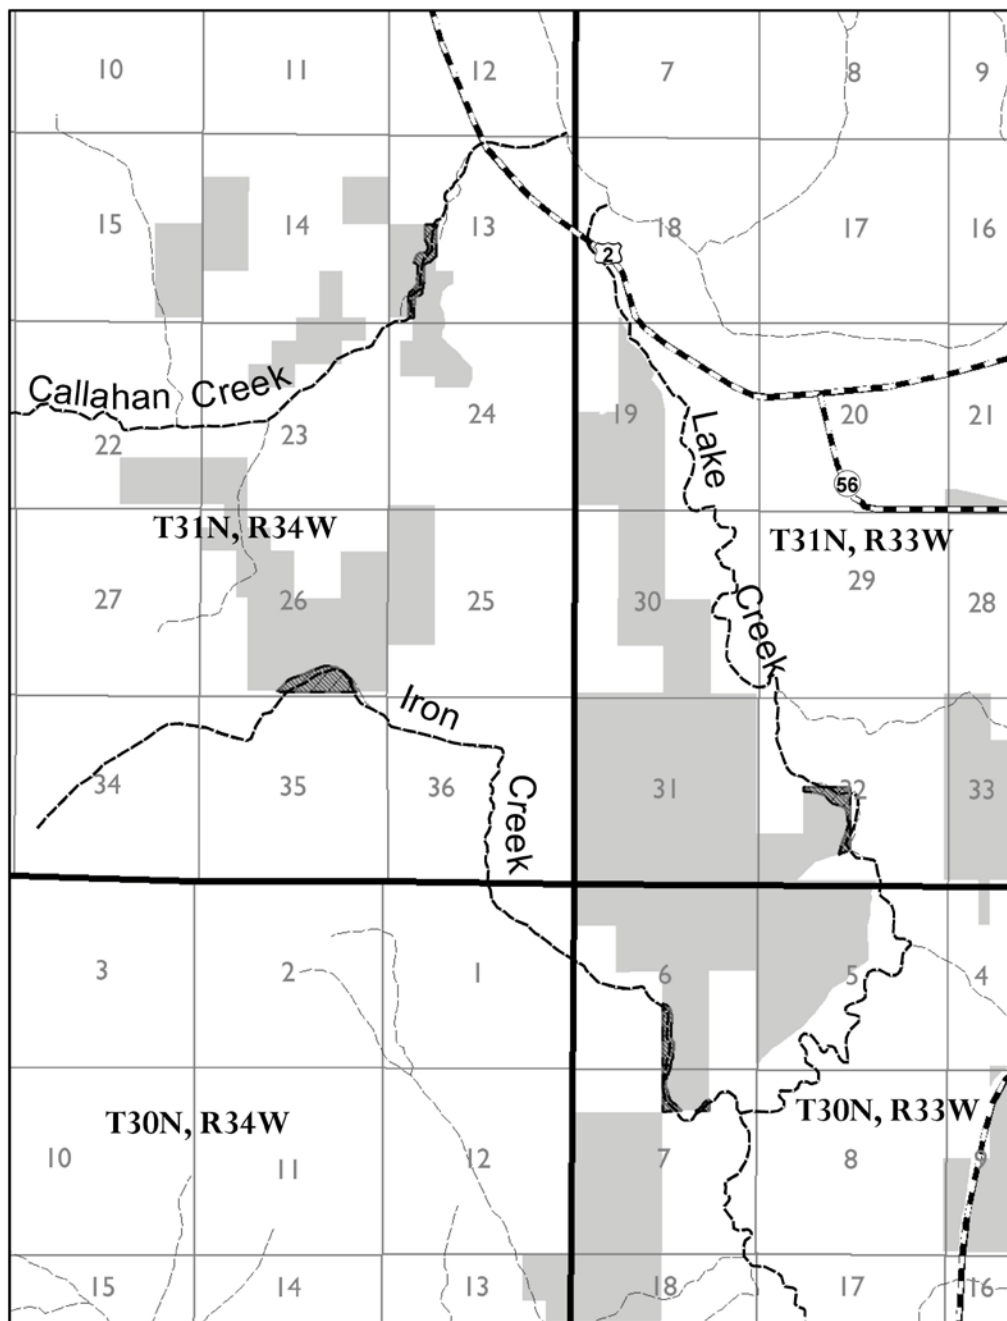 10 11 12 7 8 9
15 14 13 18 17 16
2
Callahan Creek
22 23 24 19 Lake 20 21
56
T31N, R34W T31N, R33W
27 26 25 30 Creek 29 28
Iron
34 35 36 31 32 33
Creek
3 2 1 6 5 4
T30N, R34W T30N, R33W
10 11 12 7 8 9
15 14 13 18 17 16